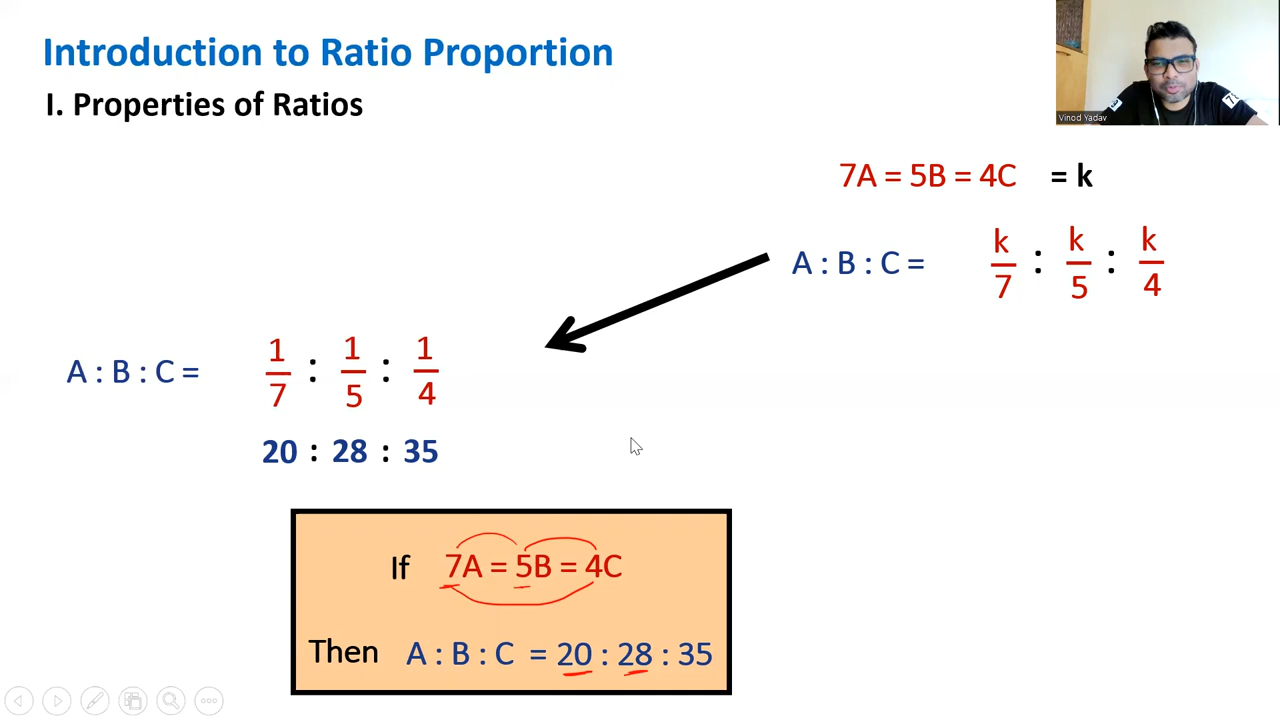 Introduction to Ratio Proportion
I. Properties of Ratios
Vinod Yadav
7A = 5B = 4C = k
A : B : C = k/7 : k/5 : k/4
A : B : C = 1/7 : 1/5 : 1/4
20 : 28 : 35
If 7A = 5B = 4C
Then A : B : C = 20 : 28 : 35